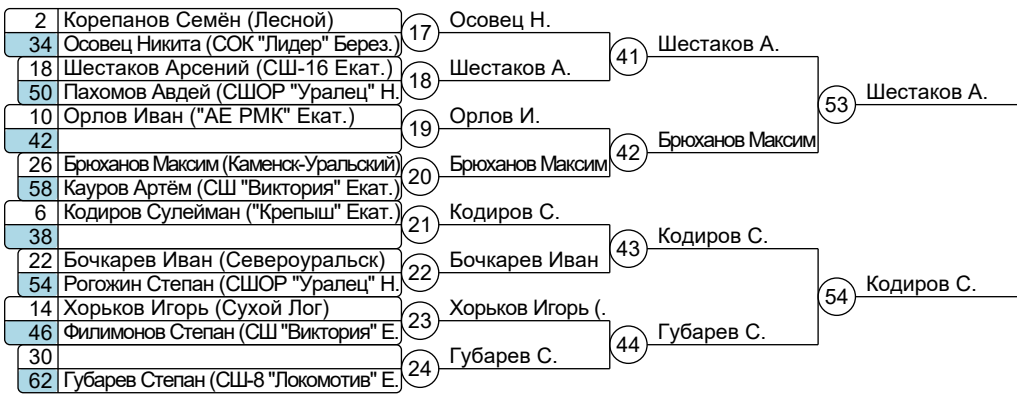 2 Корепанов Семён (Лесной)
17
Осовец Н.
34 Осовец Никита (СОК "Лидер" Берез.)
41
Шестаков А.
18 Шестаков Арсений (СШ-16 Екат.)
18
Шестаков А.
50 Пахомов Авдей (СШОР "Уралец" Н.
53
Шестаков А.
10 Орлов Иван ("АЕ РМК" Екат.)
19
Орлов И.
42
42
Брюханов Максим
26 Брюханов Максим (Каменск-Уральский)
20
Брюханов Максим
58 Кауров Артём (СШ "Виктория" Екат.)
6 Кодиров Сулейман ("Крепыш" Екат.)
21
Кодиров С.
38
43
Кодиров С.
22 Бочкарев Иван (Североуральск)
22
Бочкарев Иван
54 Рогожин Степан (СШОР "Уралец" Н.
54
Кодиров С.
14 Хорьков Игорь (Сухой Лог)
23
Хорьков Игорь (.
46 Филимонов Степан (СШ "Виктория" Е.
44
Губарев С.
30
24
Губарев С.
62 Губарев Степан (СШ-8 "Локомотив" Е.